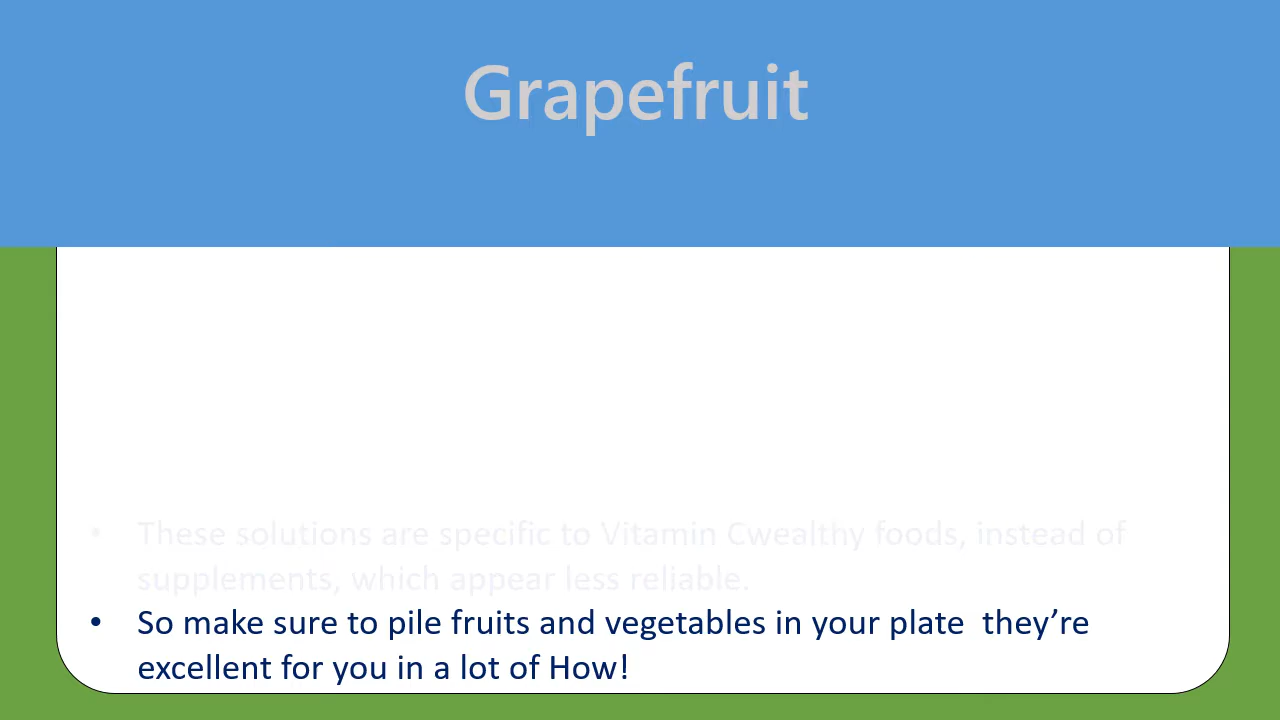 Grapefruit
• These solutions are specific to Vitamin Cwealthy foods, instead of
supplements, which appear less reliable.
• So make sure to pile fruits and vegetables in your plate  they’re
excellent for you in a lot of How!